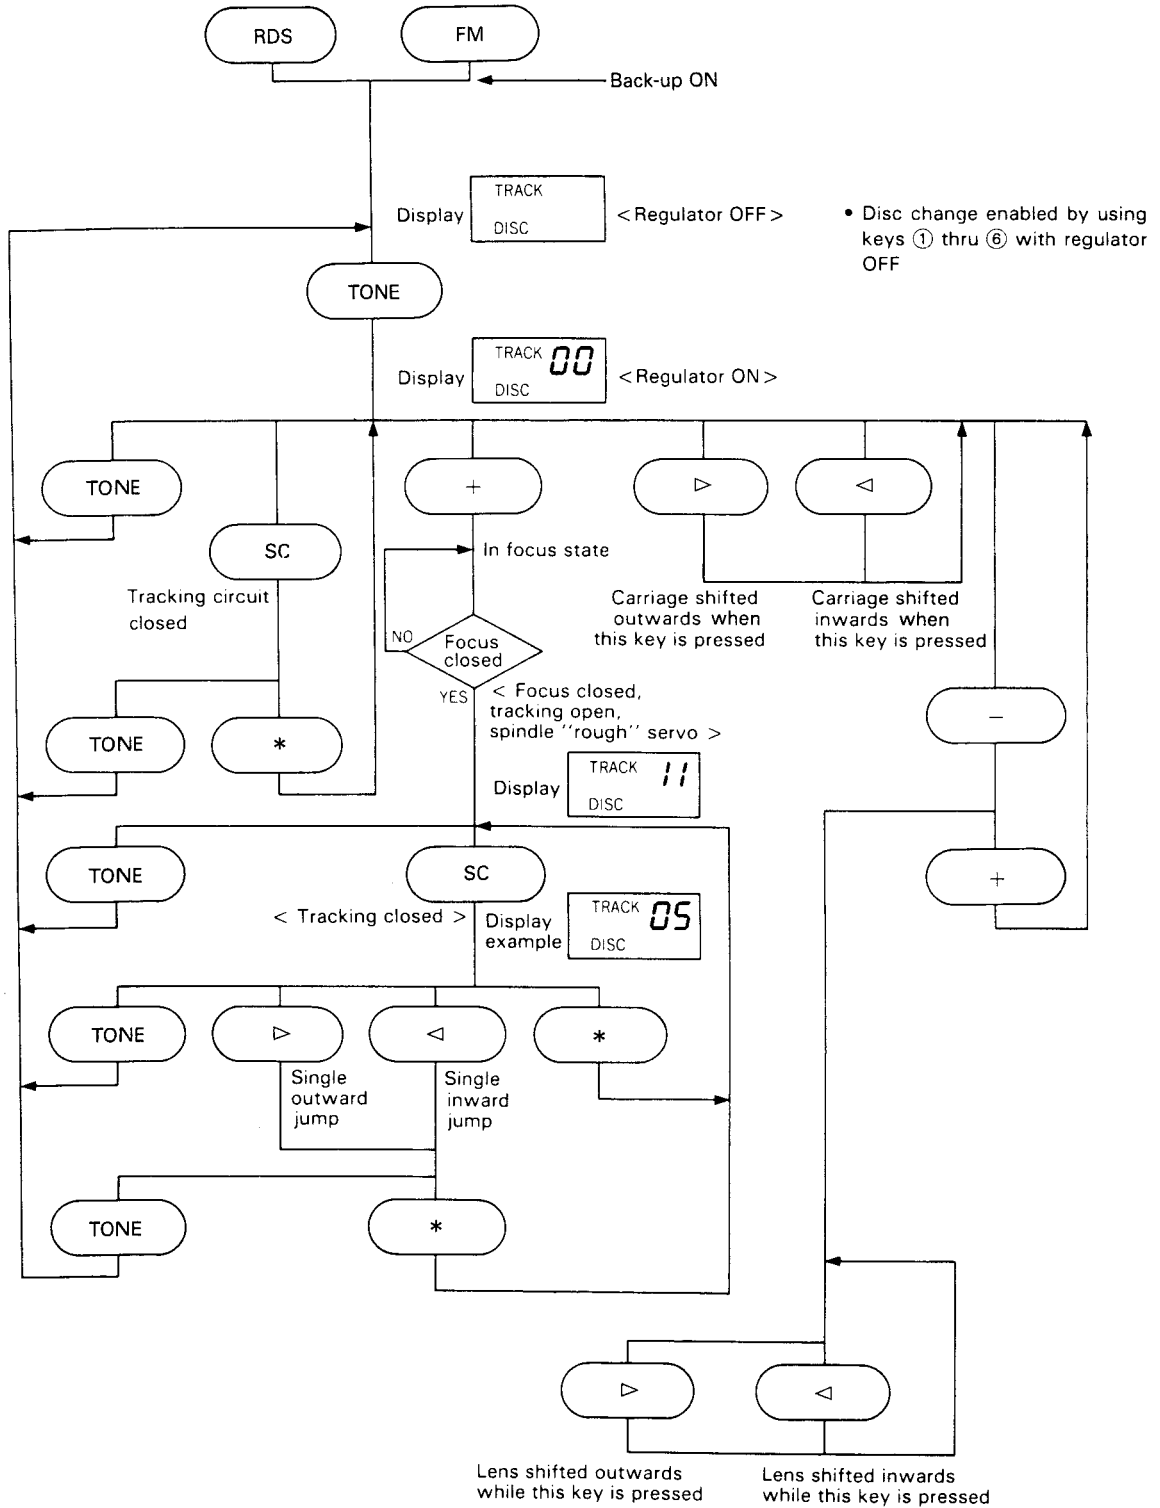 RDS
FM
Back-up ON
Display
TRACK
DISC
< Regulator OFF >
• Disc change enabled by using
keys ① thru ⑥ with regulator
OFF
TONE
Display
TRACK 00
DISC
< Regulator ON >
TONE
+
▷
◁
SC
In focus state
Tracking circuit
closed
Carriage shifted
outwards when
this key is pressed
Carriage shifted
inwards when
this key is pressed
NO
Focus
closed
YES
< Focus closed,
tracking open,
spindle "rough" servo >
TONE
*
−
Display
TRACK 11
DISC
TONE
SC
+
< Tracking closed >
Display
example
TRACK 05
DISC
TONE
▷
◁
*
Single
outward
jump
Single
inward
jump
TONE
*
▷
◁
Lens shifted outwards
while this key is pressed
Lens shifted inwards
while this key is pressed